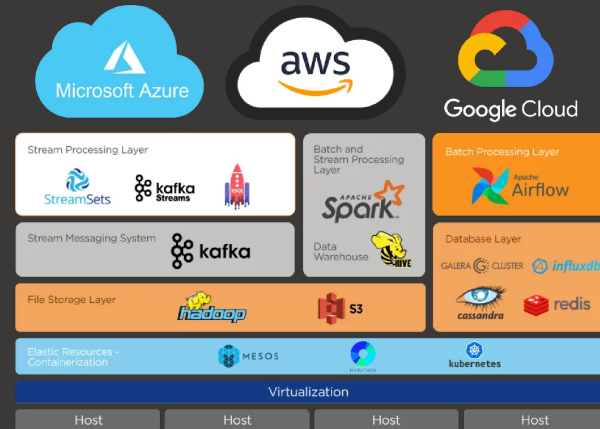 Microsoft Azure
aws
Google Cloud
Stream Processing Layer
StreamSets
kafka
Streams
Batch and
Stream Processing
Layer
APACHE
Spark
Data
Warehouse
HIVE
Batch Processing Layer
Apache
Airflow
Stream Messaging System
kafka
Database Layer
GALERA CLUSTER
influxdb
cassandra
redis
File Storage Layer
hadoop
S3
Elastic Resources -
Containerization
MESOS
MARATHON
kubernetes
Virtualization
Host
Host
Host
Host